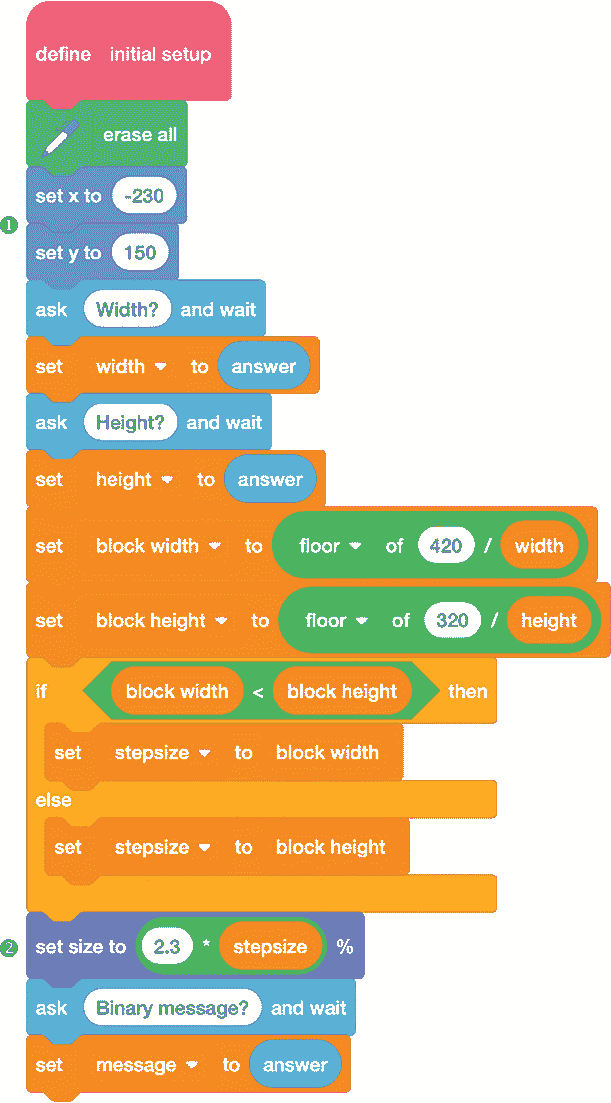 define initial setup
erase all
set x to -230
❶
set y to 150
ask Width? and wait
set width to answer
ask Height? and wait
set height to answer
set block width to floor of 420 / width
set block height to floor of 320 / height
if block width < block height then
set stepsize to block width
else
set stepsize to block height
❷ set size to 2.3 * stepsize %
ask Binary message? and wait
set message to answer